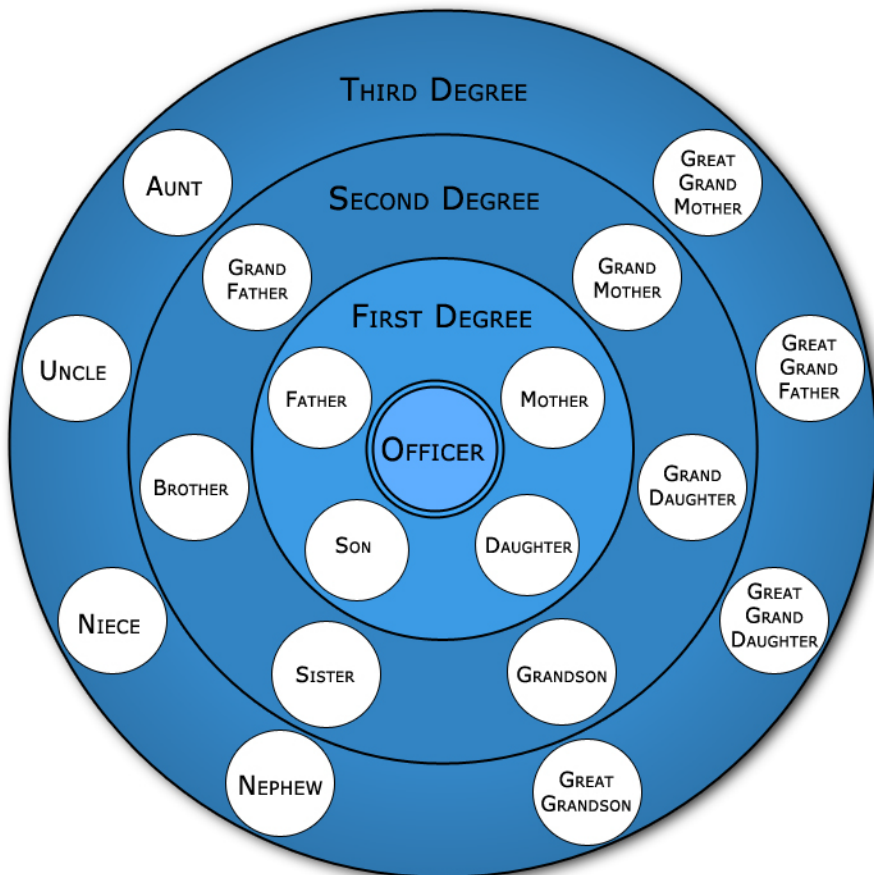 Third Degree
Aunt
Great
Grand
Mother
Second Degree
Grand
Father
Grand
Mother
First Degree
Uncle
Great
Grand
Father
Father
Mother
Officer
Brother
Grand
Daughter
Son
Daughter
Niece
Great
Grand
Daughter
Sister
Grandson
Nephew
Great
Grandson